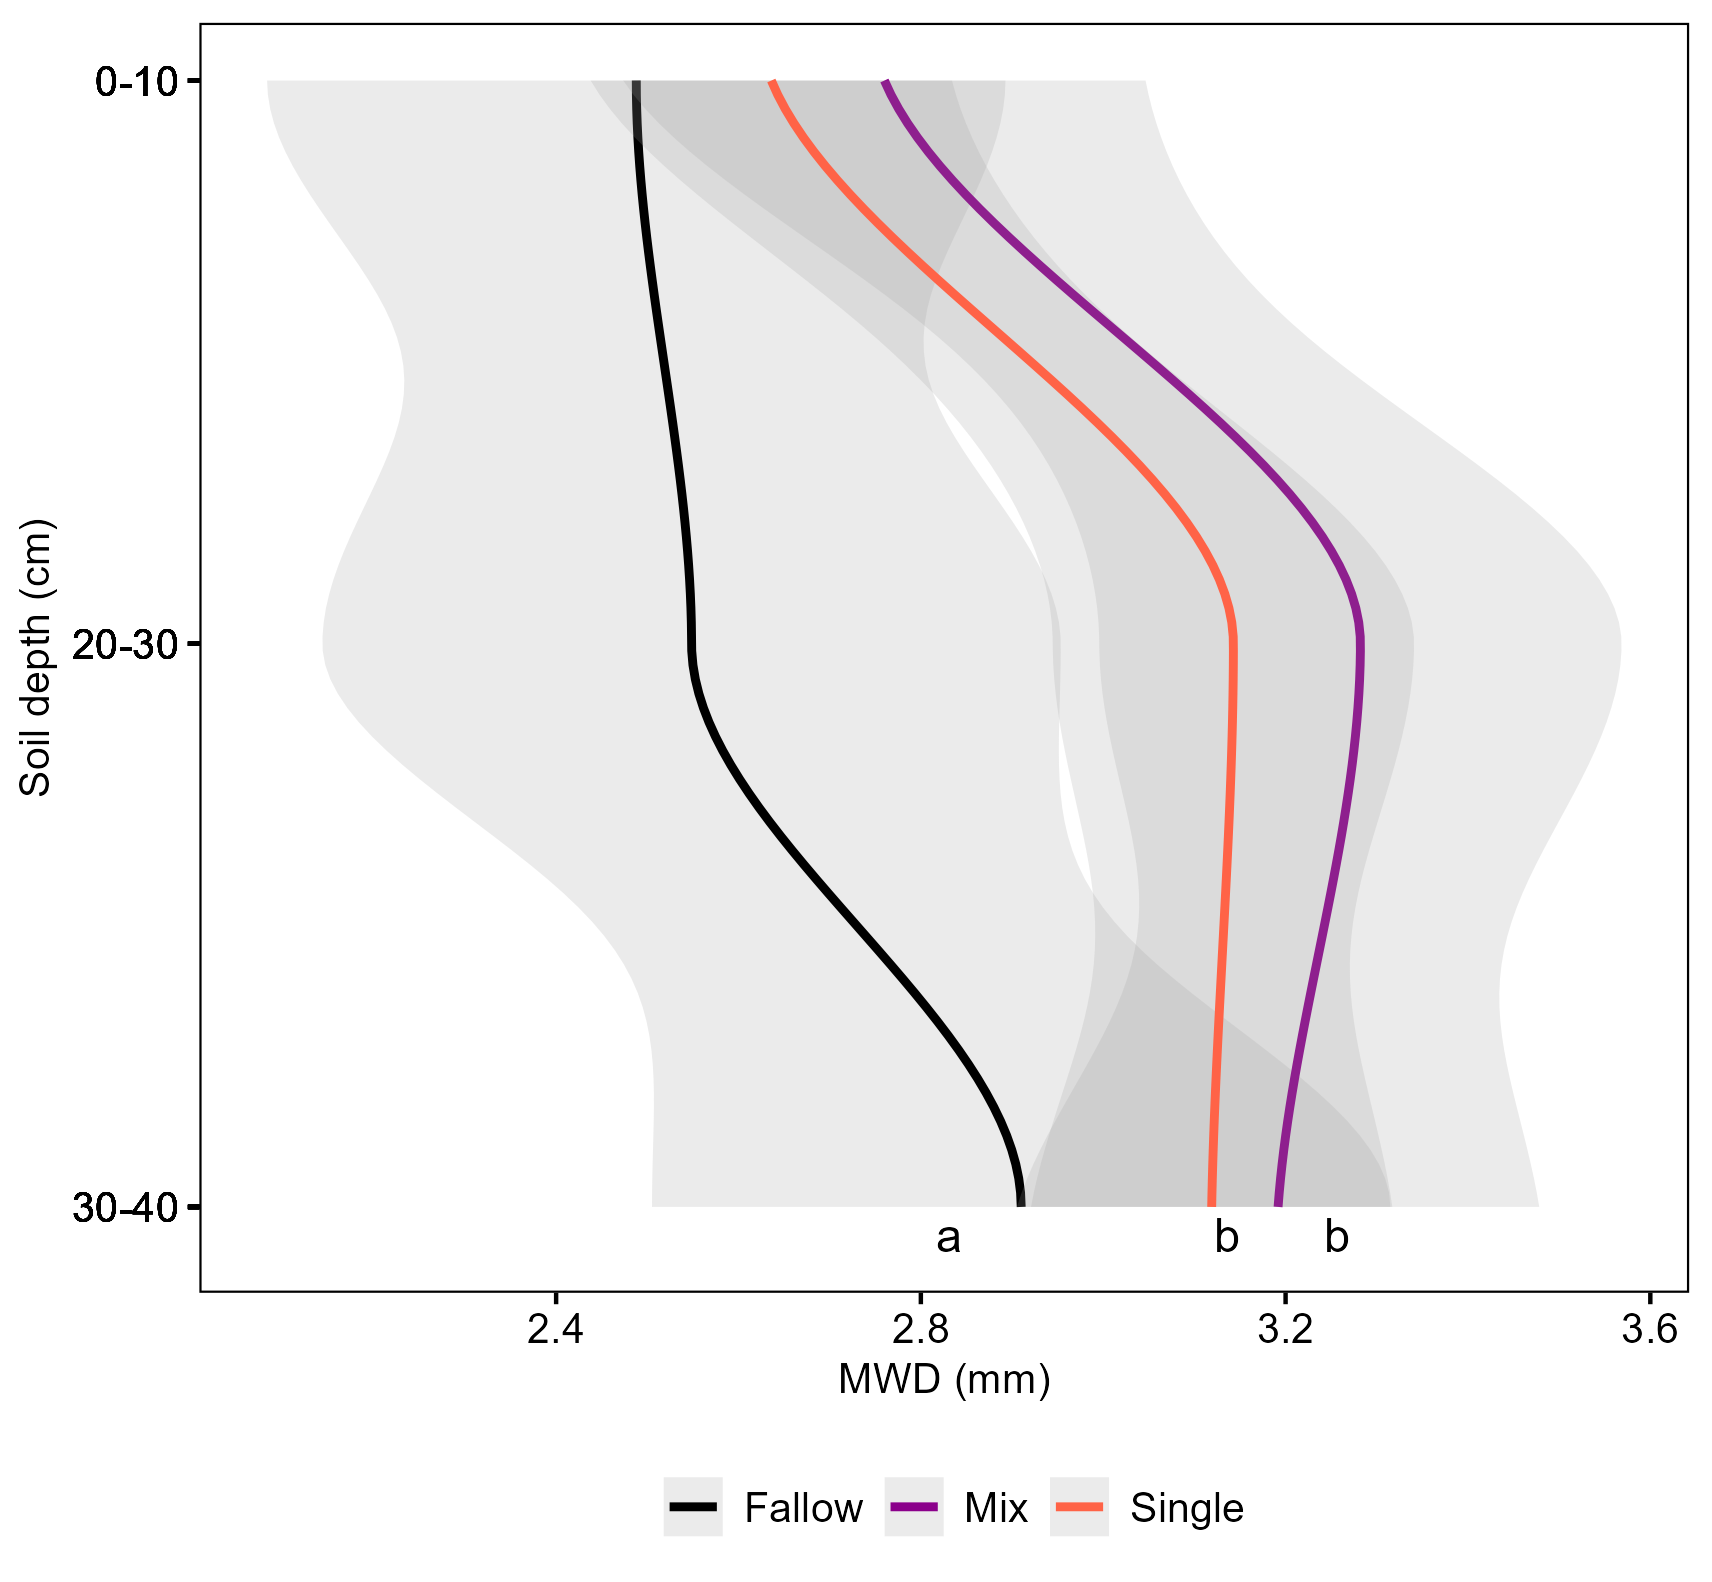 0-10
20-30
30-40
Soil depth (cm)
a b b
2.4 2.8 3.2 3.6
MWD (mm)
Fallow Mix Single